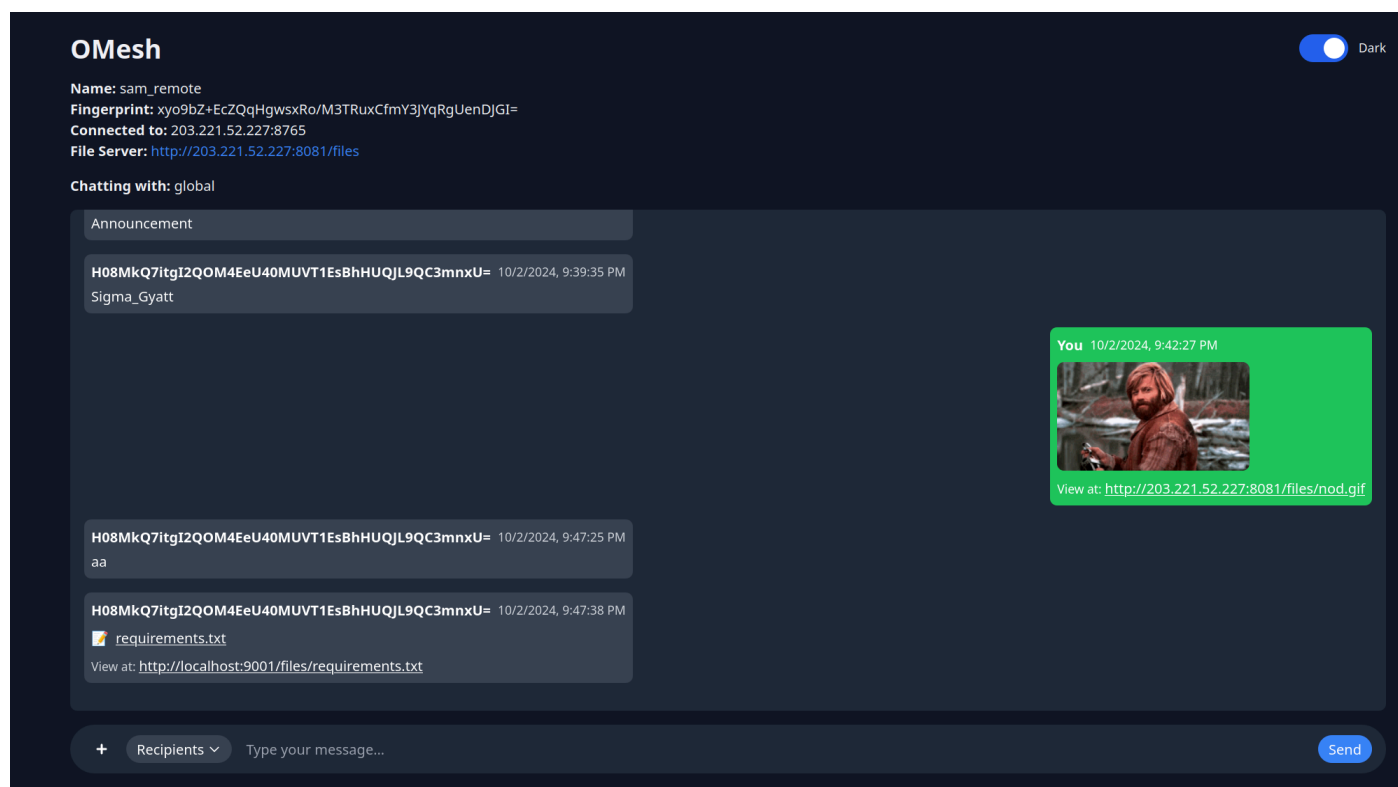 OMesh
Dark
Name: sam_remote
Fingerprint: xyo9bZ+EcZQqHgwsxRo/M3TRuxCfmY3JYqRgUenDJGI=
Connected to: 203.221.52.227:8765
File Server: http://203.221.52.227:8081/files
Chatting with: global
Announcement
H08MkQ7itgI2QOM4EeU40MUVT1EsBhHUQJL9QC3mnxU= 10/2/2024, 9:39:35 PM
Sigma_Gyatt
You 10/2/2024, 9:42:27 PM
View at: http://203.221.52.227:8081/files/nod.gif
H08MkQ7itgI2QOM4EeU40MUVT1EsBhHUQJL9QC3mnxU= 10/2/2024, 9:47:25 PM
aa
H08MkQ7itgI2QOM4EeU40MUVT1EsBhHUQJL9QC3mnxU= 10/2/2024, 9:47:38 PM
📝 requirements.txt
View at: http://localhost:9001/files/requirements.txt
+ Recipients Type your message... Send